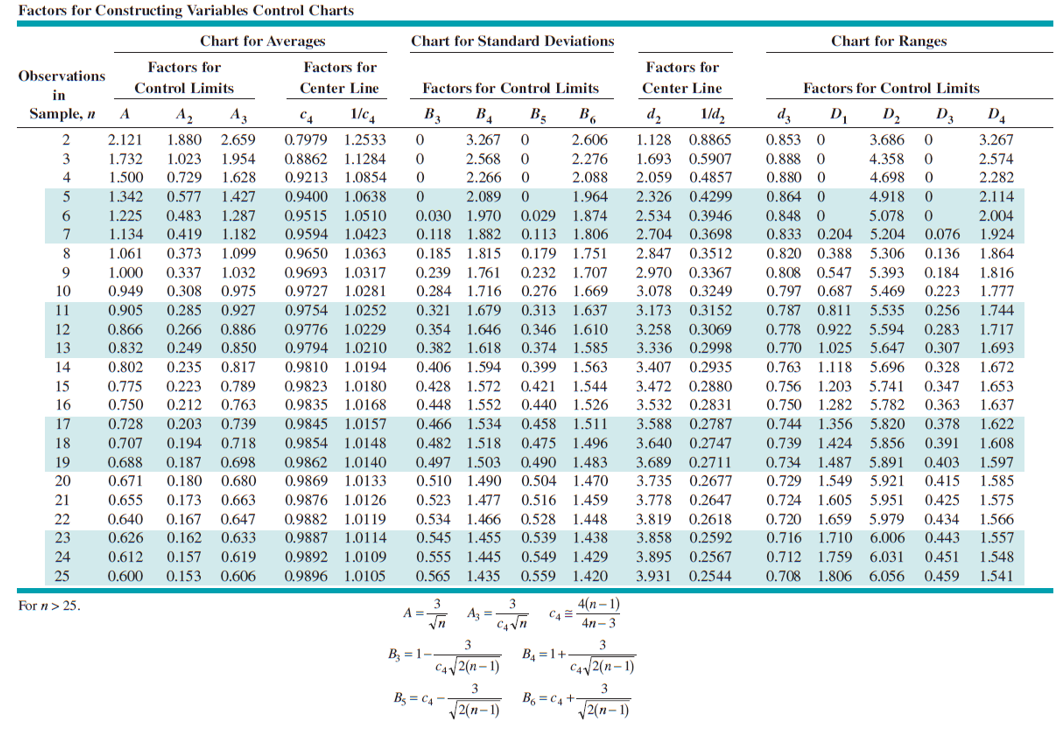 Factors for Constructing Variables Control Charts
Chart for Averages Chart for Standard Deviations Chart for Ranges
Observations in Sample, n Factors for Control Limits Factors for Center Line Factors for Control Limits Factors for Center Line Factors for Control Limits
A A₂ A₃ c₄ 1/c₄ B₃ B₄ B₅ B₆ d₂ 1/d₂ d₃ D₁ D₂ D₃ D₄
2 2.121 1.880 2.659 0.7979 1.2533 0 3.267 0 2.606 1.128 0.8865 0.853 0 3.686 0 3.267
3 1.732 1.023 1.954 0.8862 1.1284 0 2.568 0 2.276 1.693 0.5907 0.888 0 4.358 0 2.574
4 1.500 0.729 1.628 0.9213 1.0854 0 2.266 0 2.088 2.059 0.4857 0.880 0 4.698 0 2.282
5 1.342 0.577 1.427 0.9400 1.0638 0 2.089 0 1.964 2.326 0.4299 0.864 0 4.918 0 2.114
6 1.225 0.483 1.287 0.9515 1.0510 0.030 1.970 0.029 1.874 2.534 0.3946 0.848 0 5.078 0 2.004
7 1.134 0.419 1.182 0.9594 1.0423 0.118 1.882 0.113 1.806 2.704 0.3698 0.833 0.204 5.204 0.076 1.924
8 1.061 0.373 1.099 0.9650 1.0363 0.185 1.815 0.179 1.751 2.847 0.3512 0.820 0.388 5.306 0.136 1.864
9 1.000 0.337 1.032 0.9693 1.0317 0.239 1.761 0.232 1.707 2.970 0.3367 0.808 0.547 5.393 0.184 1.816
10 0.949 0.308 0.975 0.9727 1.0281 0.284 1.716 0.276 1.669 3.078 0.3249 0.797 0.687 5.469 0.223 1.777
11 0.905 0.285 0.927 0.9754 1.0252 0.321 1.679 0.313 1.637 3.173 0.3152 0.787 0.811 5.535 0.256 1.744
12 0.866 0.266 0.886 0.9776 1.0229 0.354 1.646 0.346 1.610 3.258 0.3069 0.778 0.922 5.594 0.283 1.717
13 0.832 0.249 0.850 0.9794 1.0210 0.382 1.618 0.374 1.585 3.336 0.2998 0.770 1.025 5.647 0.307 1.693
14 0.802 0.235 0.817 0.9810 1.0194 0.406 1.594 0.399 1.563 3.407 0.2935 0.763 1.118 5.696 0.328 1.672
15 0.775 0.223 0.789 0.9823 1.0180 0.428 1.572 0.421 1.544 3.472 0.2880 0.756 1.203 5.741 0.347 1.653
16 0.750 0.212 0.763 0.9835 1.0168 0.448 1.552 0.440 1.526 3.532 0.2831 0.750 1.282 5.782 0.363 1.637
17 0.728 0.203 0.739 0.9845 1.0157 0.466 1.534 0.458 1.511 3.588 0.2787 0.744 1.356 5.820 0.378 1.622
18 0.707 0.194 0.718 0.9854 1.0148 0.482 1.518 0.475 1.496 3.640 0.2747 0.739 1.424 5.856 0.391 1.608
19 0.688 0.187 0.698 0.9862 1.0140 0.497 1.503 0.490 1.483 3.689 0.2711 0.734 1.487 5.891 0.403 1.597
20 0.671 0.180 0.680 0.9869 1.0133 0.510 1.490 0.504 1.470 3.735 0.2677 0.729 1.549 5.921 0.415 1.585
21 0.655 0.173 0.663 0.9876 1.0126 0.523 1.477 0.516 1.459 3.778 0.2647 0.724 1.605 5.951 0.425 1.575
22 0.640 0.167 0.647 0.9882 1.0119 0.534 1.466 0.528 1.448 3.819 0.2618 0.720 1.659 5.979 0.434 1.566
23 0.626 0.162 0.633 0.9887 1.0114 0.545 1.455 0.539 1.438 3.858 0.2592 0.716 1.710 6.006 0.443 1.557
24 0.612 0.157 0.619 0.9892 1.0109 0.555 1.445 0.549 1.429 3.895 0.2567 0.712 1.759 6.031 0.451 1.548
25 0.600 0.153 0.606 0.9896 1.0105 0.565 1.435 0.559 1.420 3.931 0.2544 0.708 1.806 6.056 0.459 1.541
For n > 25.
A = 3/√n A₃ = 3/(c₄√n) c₄ ≅ 4(n−1)/(4n−3)
B₃ = 1− 3/(c₄√(2(n−1))) B₄ = 1+ 3/(c₄√(2(n−1)))
B₅ = c₄ − 3/√(2(n−1)) B₆ = c₄ + 3/√(2(n−1))